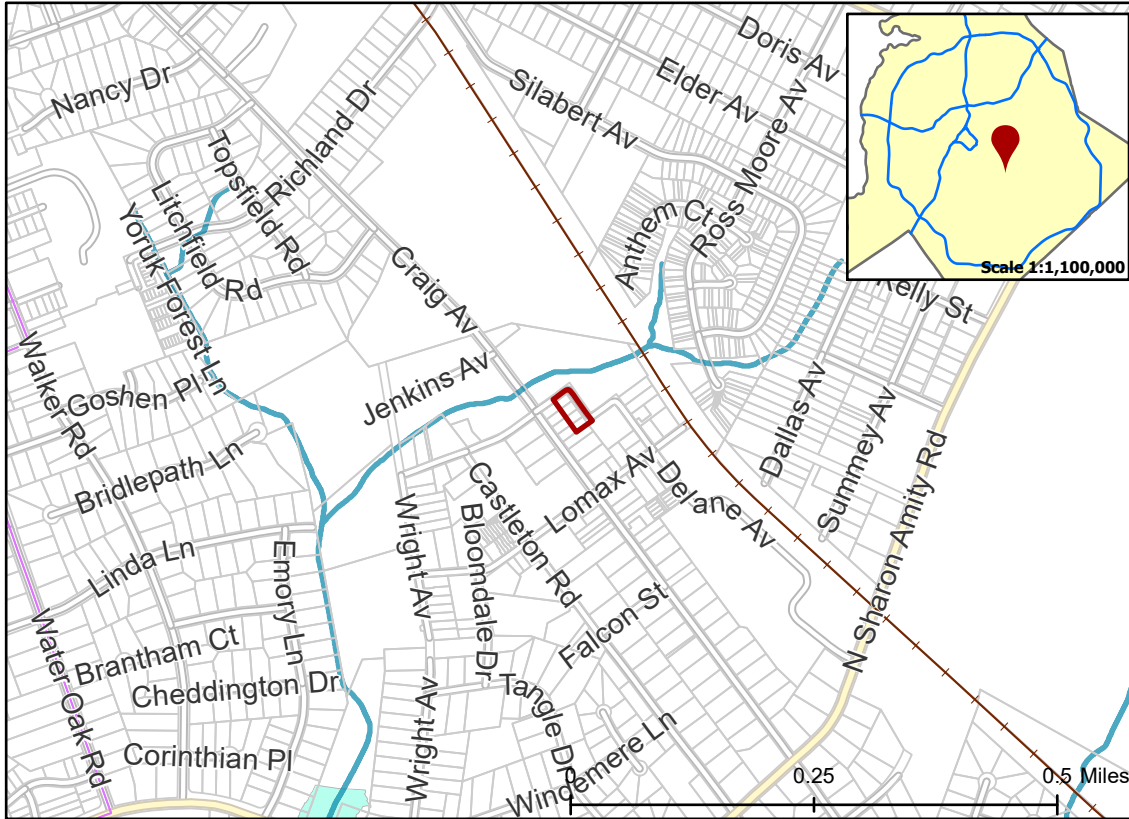 Doris Av
Elder Av
Silabert Av
Nancy Dr
Richland Dr
Topsfield Rd
Litchfield Rd
Yoruk Forest Ln
Ross Moore Av
Anthem Ct
Craig Av
Kelly St
Scale 1:1,100,000
Walker Rd
Goshen Pl
Jenkins Av
Bridlepath Ln
Dallas Av
Summey Av
N Sharon Amity Rd
Lomax Av
Delane Av
Castleton Rd
Bloomdale Dr
Wright Av
Linda Ln
Emory Ln
Falcon St
Brantham Ct
Cheddington Dr
Water Oak Rd
Corinthian Pl
Wright Av
Tangle Dr
Windemere Ln
0 0.25 0.5 Miles